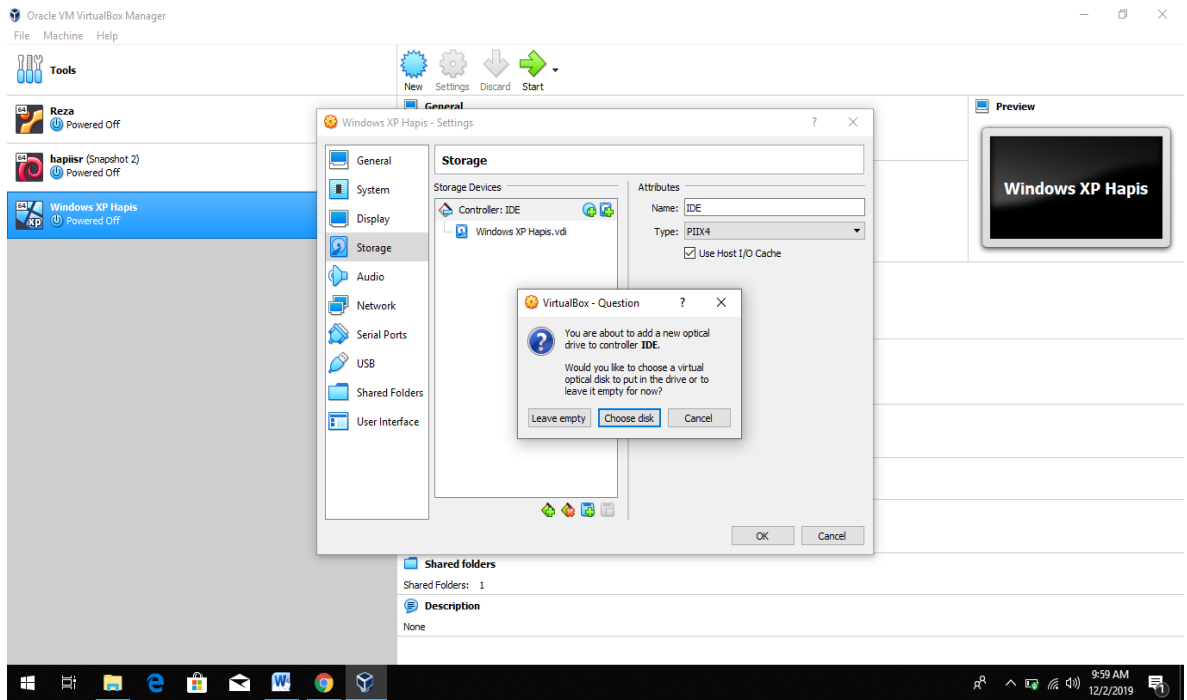 Oracle VM VirtualBox Manager
File Machine Help
Tools
New Settings Discard Start
64
Reza
Powered Off
64
hapiisr (Snapshot 2)
Powered Off
64
XP
Windows XP Hapis
Powered Off
General
Preview
Windows XP Hapis
Windows XP Hapis - Settings
?
General
System
Display
Storage
Audio
Network
Serial Ports
USB
Shared Folders
User Interface
Storage
Storage Devices
Controller: IDE
Windows XP Hapis.vdi
Attributes
Name: IDE
Type: PIIX4
Use Host I/O Cache
VirtualBox - Question ?
You are about to add a new optical
drive to controller IDE.
Would you like to choose a virtual
optical disk to put in the drive or to
leave it empty for now?
Leave empty Choose disk Cancel
OK Cancel
Shared folders
Shared Folders: 1
Description
None
9:59 AM
12/2/2019
1